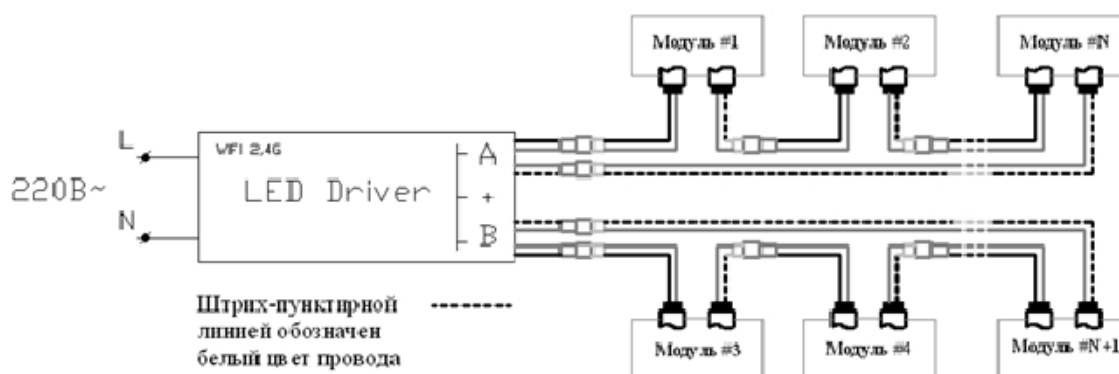 Модуль #1
Модуль #2
Модуль #N
L
WFI 2,4G
A
220В~
LED Driver
+
N
B
Штрих-пунктирной
линией обозначен
белый цвет провода
Модуль #3
Модуль #4
Модуль #N+1